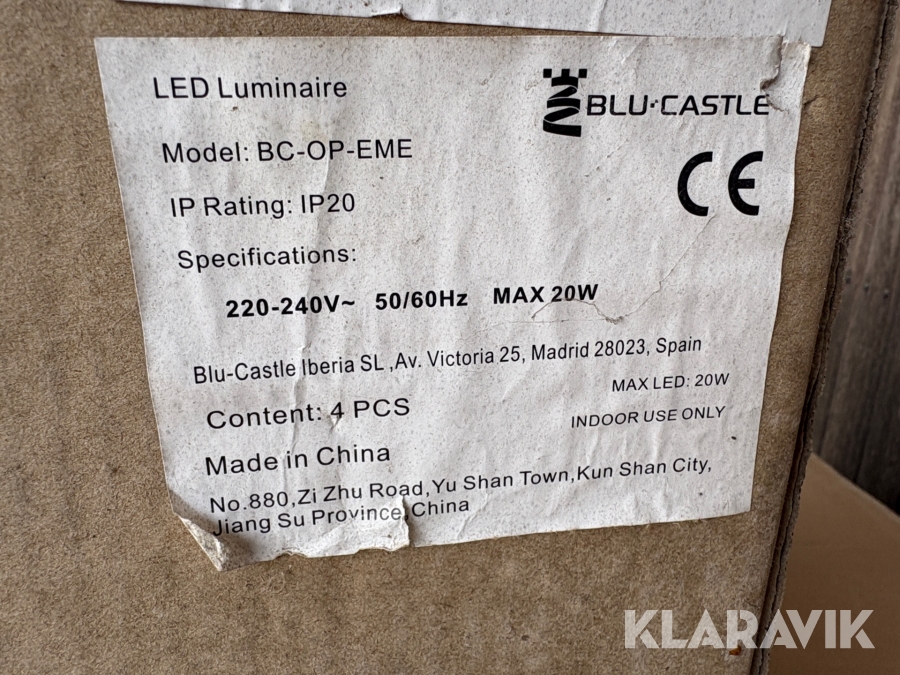 LED Luminaire
BLU·CASTLE
Model: BC-OP-EME
CE
IP Rating: IP20
Specifications:
220-240V~ 50/60Hz MAX 20W
Blu-Castle Iberia SL ,Av. Victoria 25, Madrid 28023, Spain
MAX LED: 20W
Content: 4 PCS
INDOOR USE ONLY
Made in China
No.880,Zi Zhu Road,Yu Shan Town,Kun Shan City,
Jiang Su Province,China
KLARAVIK